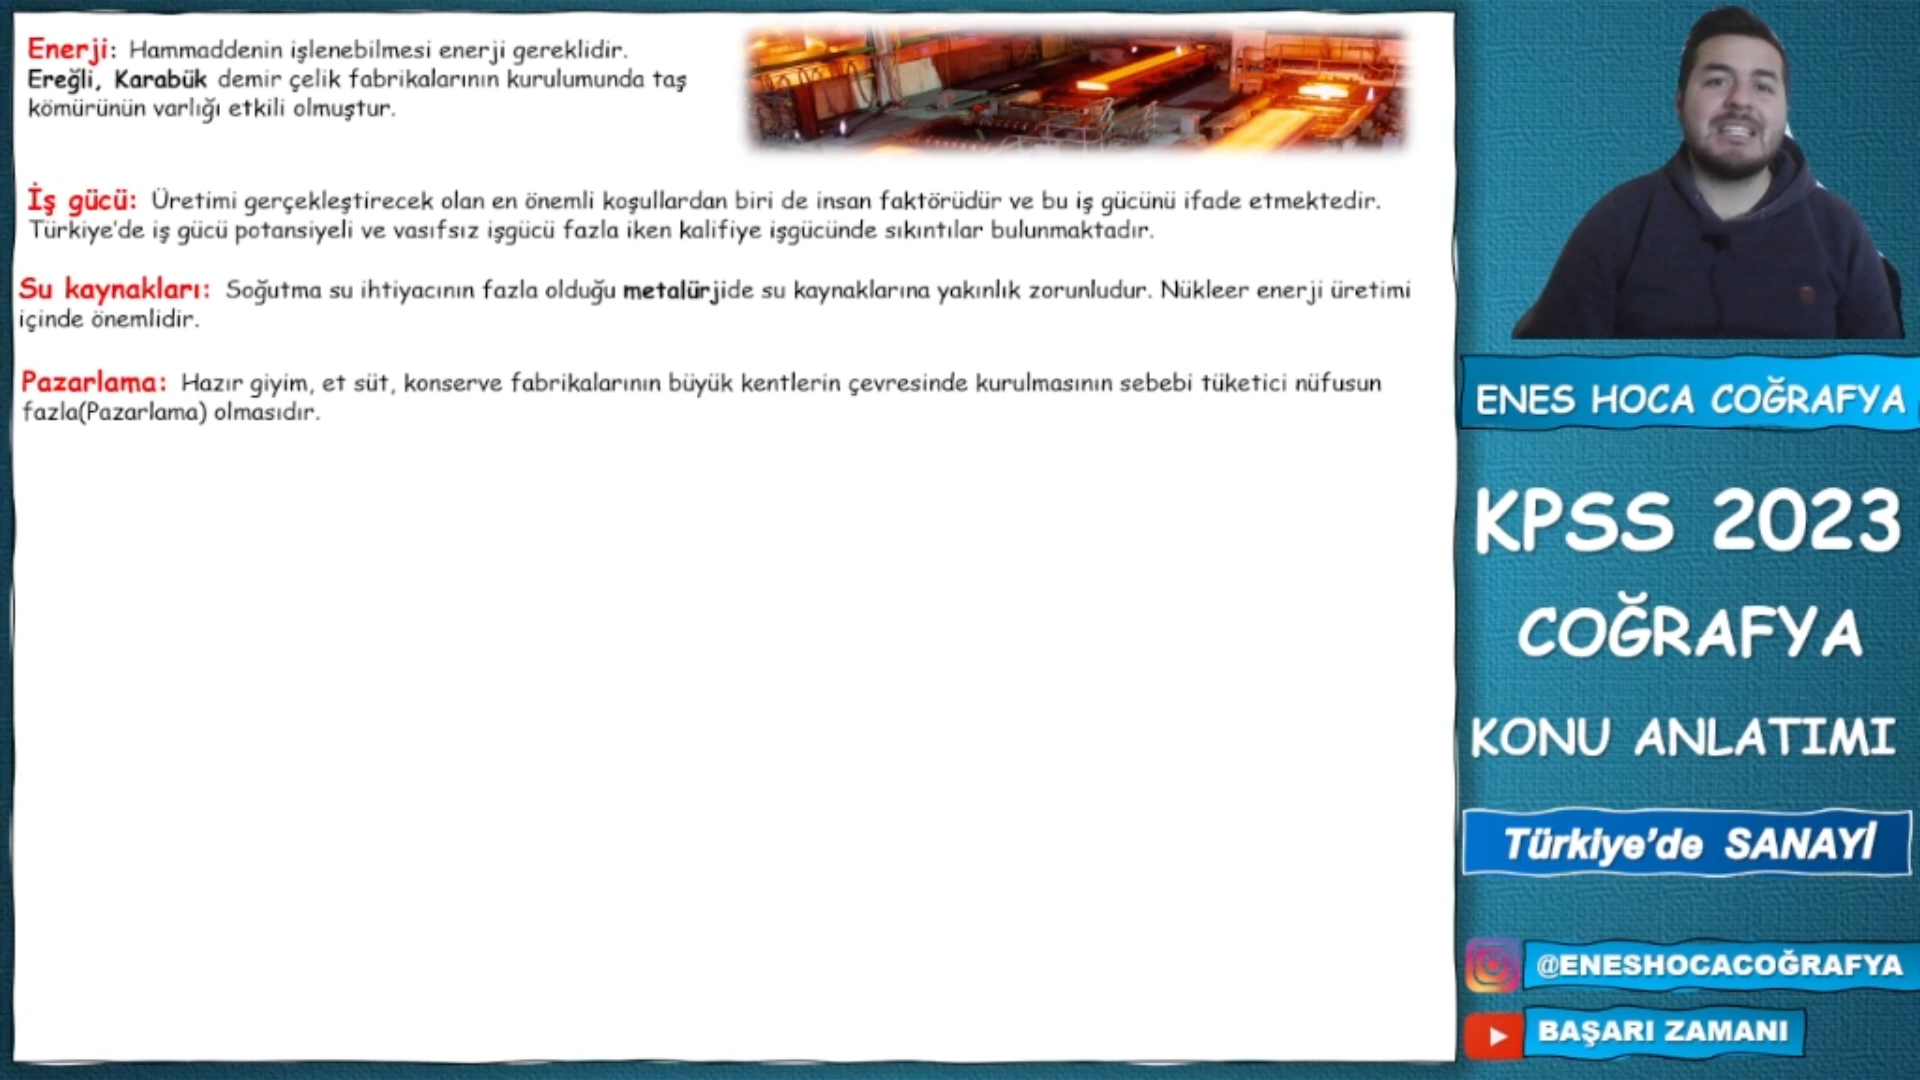 Enerji: Hammaddenin işlenebilmesi enerji gereklidir.
Ereğli, Karabük demir çelik fabrikalarının kurulumunda taş
kömürünün varlığı etkili olmuştur.
İş gücü: Üretimi gerçekleştirecek olan en önemli koşullardan biri de insan faktörüdür ve bu iş gücünü ifade etmektedir.
Türkiye'de iş gücü potansiyeli ve vasıfsız işgücü fazla iken kalifiye işgücünde sıkıntılar bulunmaktadır.
Su kaynakları: Soğutma su ihtiyacının fazla olduğu metalürjide su kaynaklarına yakınlık zorunludur. Nükleer enerji üretimi
içinde önemlidir.
Pazarlama: Hazır giyim, et süt, konserve fabrikalarının büyük kentlerin çevresinde kurulmasının sebebi tüketici nüfusun
fazla(Pazarlama) olmasıdır.
ENES HOCA COĞRAFYA
KPSS 2023
COĞRAFYA
KONU ANLATIMI
Türkiye'de SANAYİ
@ENESHOCACOĞRAFYA
BAŞARI ZAMANI